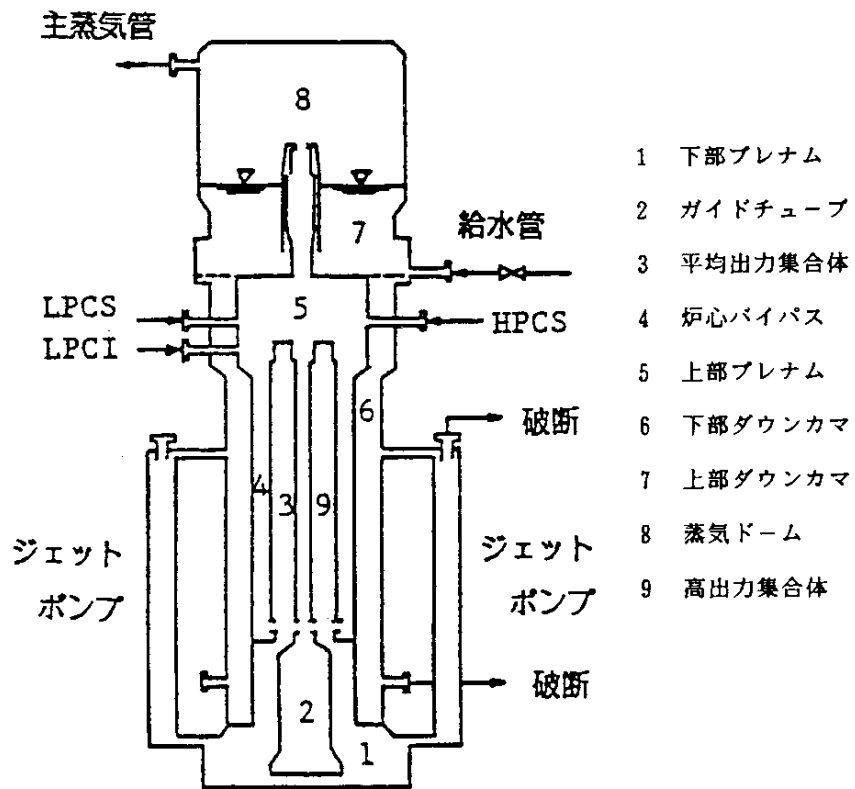 主蒸気管
8
7
給水管
LPCS
5
HPCS
LPCI
6
破断
4
3
9
ジェット
ポンプ
ジェット
ポンプ
破断
2
1
1 下部プレナム
2 ガイドチューブ
3 平均出力集合体
4 炉心バイパス
5 上部プレナム
6 下部ダウンカマ
7 上部ダウンカマ
8 蒸気ドーム
9 高出力集合体